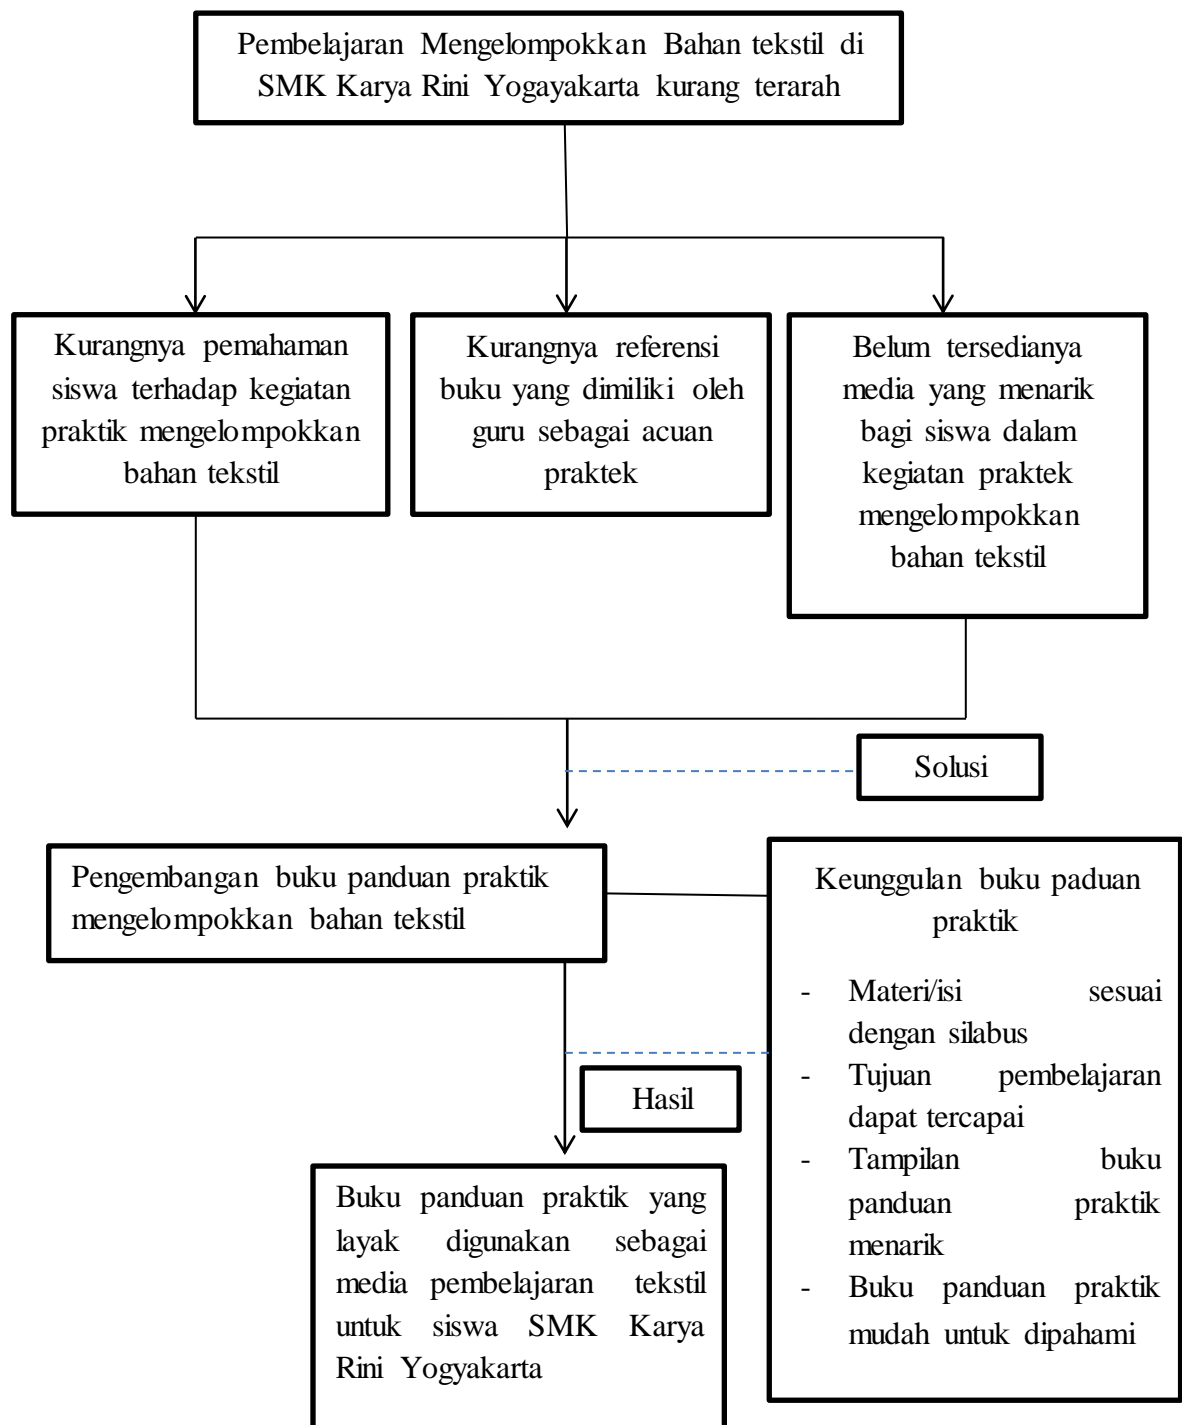 Pembelajaran Mengelompokkan Bahan tekstil di
SMK Karya Rini Yogayakarta kurang terarah
Kurangnya pemahaman
siswa terhadap kegiatan
praktik mengelompokkan
bahan tekstil
Kurangnya referensi
buku yang dimiliki oleh
guru sebagai acuan
praktek
Belum tersedianya
media yang menarik
bagi siswa dalam
kegiatan praktek
mengelompokkan
bahan tekstil
Solusi
Pengembangan buku panduan praktik
mengelompokkan bahan tekstil
Keunggulan buku paduan
praktik
- Materi/isi sesuai
dengan silabus
- Tujuan pembelajaran
dapat tercapai
- Tampilan buku
panduan praktik
menarik
- Buku panduan praktik
mudah untuk dipahami
Hasil
Buku panduan praktik yang
layak digunakan sebagai
media pembelajaran tekstil
untuk siswa SMK Karya
Rini Yogyakarta